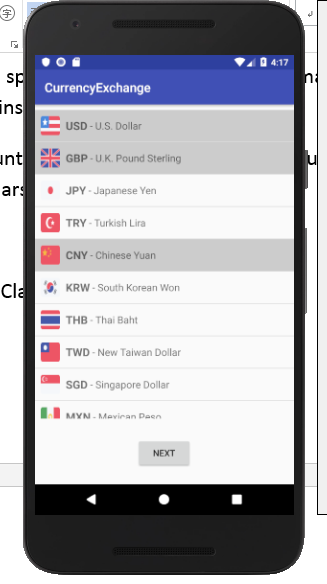 字
4:17
sp
ma
CurrencyExchange
ins
USD - U.S. Dollar
GBP - U.K. Pound Sterling
unt
JPY - Japanese Yen
ars
TRY - Turkish Lira
CNY - Chinese Yuan
Cla
KRW - South Korean Won
THB - Thai Baht
TWD - New Taiwan Dollar
SGD - Singapore Dollar
MXN - Mexican Peso
NEXT